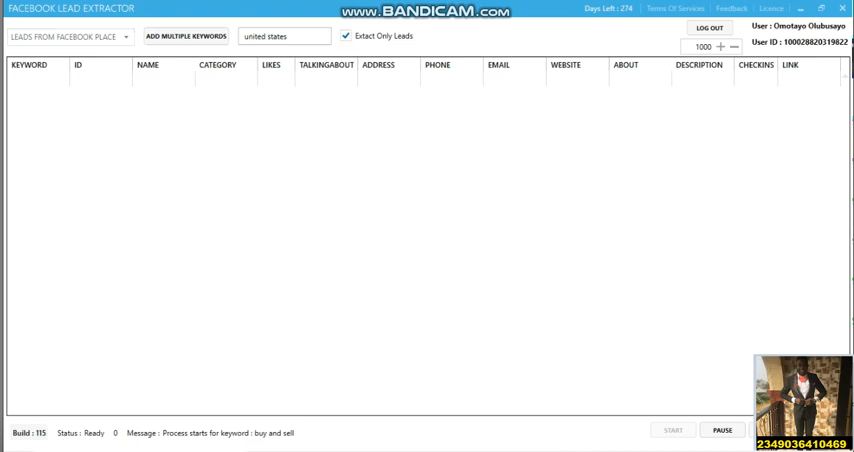 FACEBOOK LEAD EXTRACTOR
www.BANDICAM.com
Days Left : 274 Terms Of Services Feedback Licence
LEADS FROM FACEBOOK PLACE
ADD MULTIPLE KEYWORDS
united states
Extact Only Leads
LOG OUT
User : Omotayo Olubusayo
1000
User ID : 100028820319822
KEYWORD ID NAME CATEGORY LIKES TALKINGABOUT ADDRESS PHONE EMAIL WEBSITE ABOUT DESCRIPTION CHECKINS LINK
Build : 115 Status : Ready 0 Message : Process starts for keyword : buy and sell
START
PAUSE
2349036410469